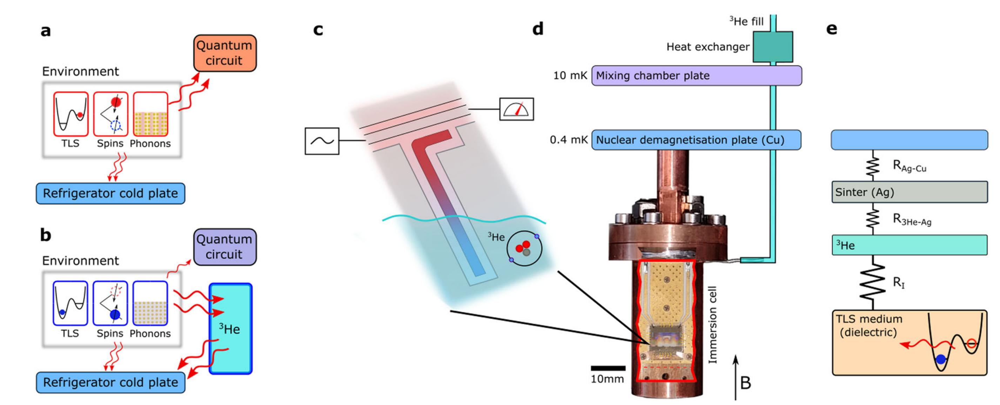 a
Quantum
circuit
Environment
TLS
Spins
Phonons
Refrigerator cold plate
b
Quantum
circuit
Environment
TLS
Spins
Phonons
³He
Refrigerator cold plate
c
³He
d
³He fill
Heat exchanger
10 mK
Mixing chamber plate
0.4 mK
Nuclear demagnetisation plate (Cu)
Immersion cell
10mm
B
e
R_Ag-Cu
Sinter (Ag)
R_3He-Ag
³He
R_I
TLS medium
(dielectric)